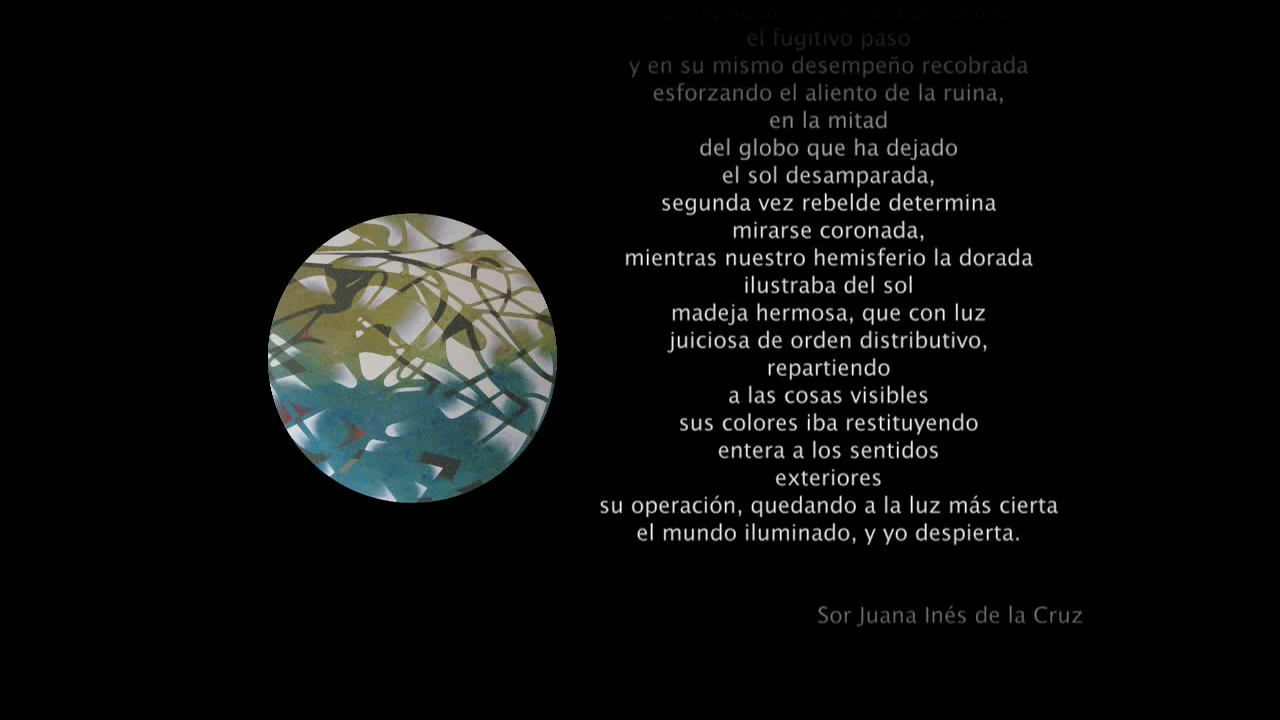 el fugitivo paso
y en su mismo desempeño recobrada
esforzando el aliento de la ruina,
en la mitad
del globo que ha dejado
el sol desamparada,
segunda vez rebelde determina
mirarse coronada,
mientras nuestro hemisferio la dorada
ilustraba del sol
madeja hermosa, que con luz
juiciosa de orden distributivo,
repartiendo
a las cosas visibles
sus colores iba restituyendo
entera a los sentidos
exteriores
su operación, quedando a la luz más cierta
el mundo iluminado, y yo despierta.
Sor Juana Inés de la Cruz